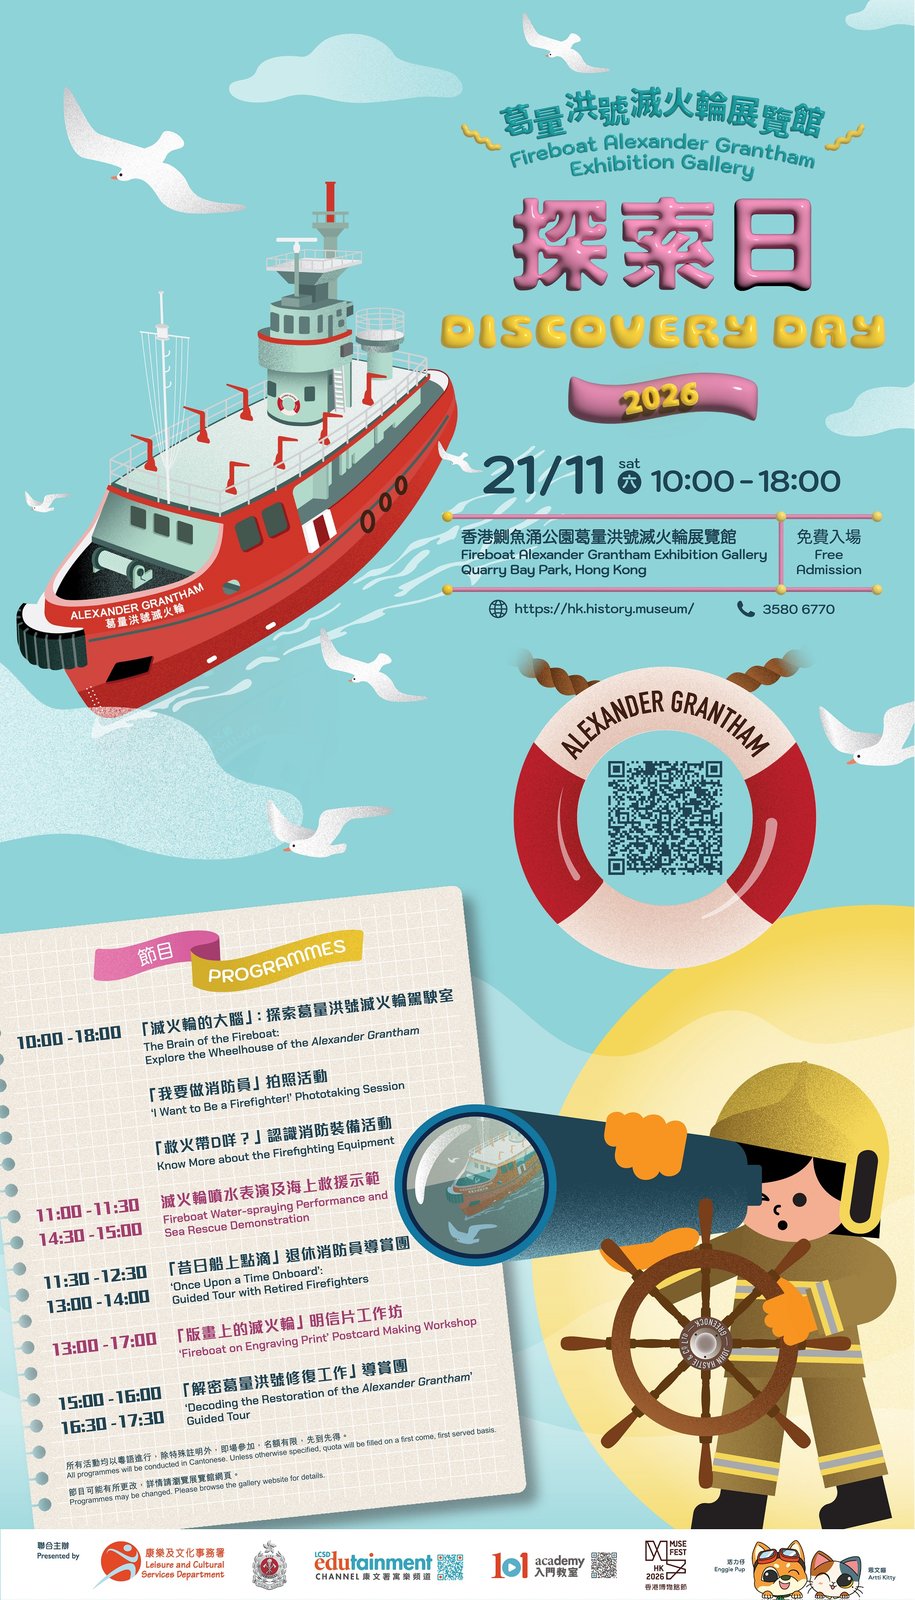 葛量洪號滅火輪展覽館
Fireboat Alexander Grantham
Exhibition Gallery
探索日
DISCOVERY DAY
2026
21/11 sat 六 10:00 – 18:00
香港鰂魚涌公園葛量洪號滅火輪展覽館
Fireboat Alexander Grantham Exhibition Gallery
Quarry Bay Park, Hong Kong
免費入場
Free
Admission
https://hk.history.museum/ 3580 6770
ALEXANDER GRANTHAM
葛量洪號滅火輪
ALEXANDER GRANTHAM
節目
PROGRAMMES
10:00 - 18:00 「滅火輪的大腦」: 探索葛量洪號滅火輪駕駛室
The Brain of the Fireboat:
Explore the Wheelhouse of the Alexander Grantham
「我要做消防員」拍照活動
'I Want to Be a Firefighter!' Phototaking Session
「救火帶D咩？」認識消防裝備活動
Know More about the Firefighting Equipment
11:00 - 11:30
14:30 - 15:00
滅火輪噴水表演及海上救援示範
Fireboat Water-spraying Performance and
Sea Rescue Demonstration
11:30 - 12:30
13:00 - 14:00
「昔日船上點滴」退休消防員導賞團
'Once Upon a Time Onboard':
Guided Tour with Retired Firefighters
13:00 - 17:00 「版畫上的滅火輪」明信片工作坊
'Fireboat on Engraving Print' Postcard Making Workshop
15:00 - 16:00
16:30 - 17:30
「解密葛量洪號修復工作」導賞團
'Decoding the Restoration of the Alexander Grantham'
Guided Tour
所有活動均以粵語進行，除特殊註明外，即場參加，名額有限，先到先得。
All programmes will be conducted in Cantonese. Unless otherwise specified, quota will be filled on a first come, first served basis.
節目可能有所更改，詳情請瀏覽展覽館網頁。
Programmes may be changed. Please browse the gallery website for details.
JOHN HASTIE & CO LTD — GREENOCK —
聯合主辦
Presented by
康樂及文化事務署
Leisure and Cultural
Services Department
LCSD
edutainment
CHANNEL 康文署寓樂頻道
101 academy
入門教室
MUSE
FEST
HK
2026
香港博物館節
活力仔
Enggie Pup
Artti Kitty